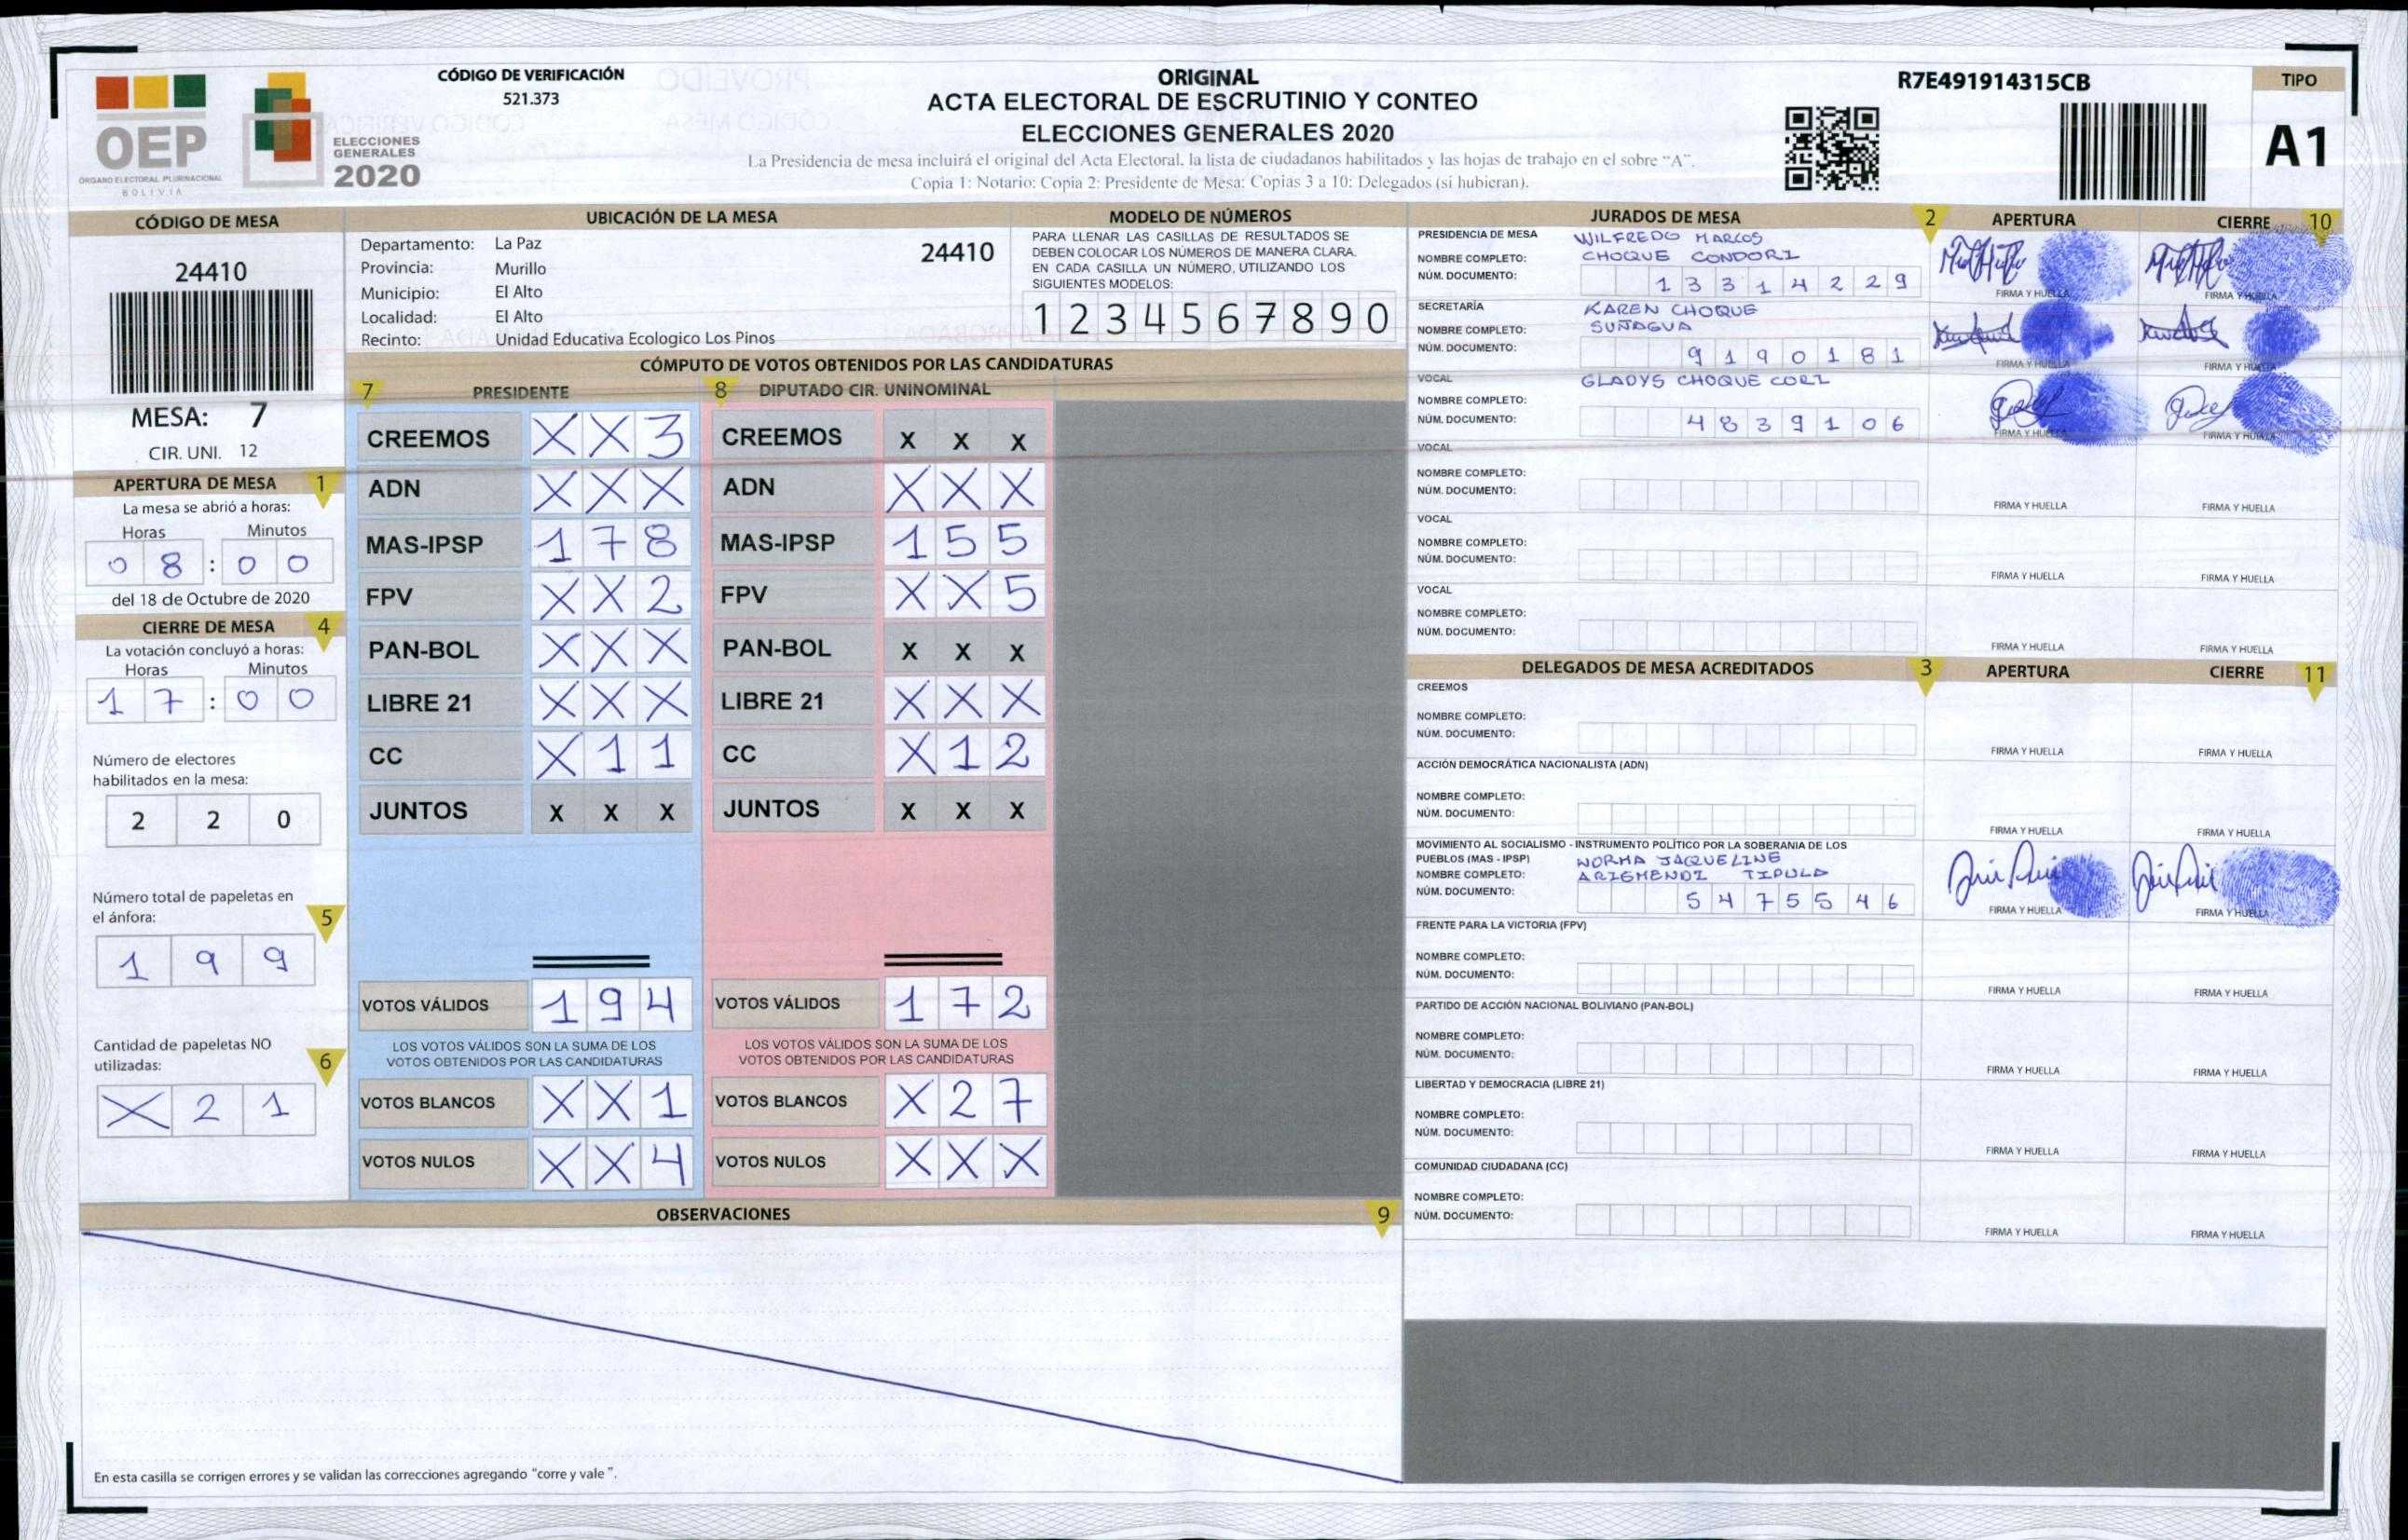 OEP
ÓRGANO ELECTORAL PLURINACIONAL
BOLIVIA
ELECCIONES
GENERALES
2020
CÓDIGO DE VERIFICACIÓN
521.373
ORIGINAL
ACTA ELECTORAL DE ESCRUTINIO Y CONTEO
ELECCIONES GENERALES 2020
La Presidencia de mesa incluirá el original del Acta Electoral, la lista de ciudadanos habilitados y las hojas de trabajo en el sobre “A”.
Copia 1: Notario: Copia 2: Presidente de Mesa: Copias 3 a 10: Delegados (si hubieran).
R7E491914315CB
TIPO
A1
CÓDIGO DE MESA
24410
MESA: 7
CIR. UNI. 12
APERTURA DE MESA 1
La mesa se abrió a horas:
Horas Minutos
0 8 : 0 0
del 18 de Octubre de 2020
CIERRE DE MESA 4
La votación concluyó a horas:
Horas Minutos
1 7 : 0 0
Número de electores
habilitados en la mesa:
2 2 0
Número total de papeletas en
el ánfora: 5
1 9 9
Cantidad de papeletas NO
utilizadas: 6
X 2 1
UBICACIÓN DE LA MESA
Departamento: La Paz
24410
Provincia: Murillo
Municipio: El Alto
Localidad: El Alto
Recinto: Unidad Educativa Ecologico Los Pinos
MODELO DE NÚMEROS
PARA LLENAR LAS CASILLAS DE RESULTADOS SE
DEBEN COLOCAR LOS NÚMEROS DE MANERA CLARA.
EN CADA CASILLA UN NÚMERO, UTILIZANDO LOS
SIGUIENTES MODELOS:
1 2 3 4 5 6 7 8 9 0
CÓMPUTO DE VOTOS OBTENIDOS POR LAS CANDIDATURAS
7 PRESIDENTE
CREEMOS X X 3
ADN X X X
MAS-IPSP 1 7 8
FPV X X 2
PAN-BOL X X X
LIBRE 21 X X X
CC X 1 1
JUNTOS X X X
VOTOS VÁLIDOS 1 9 4
LOS VOTOS VÁLIDOS SON LA SUMA DE LOS
VOTOS OBTENIDOS POR LAS CANDIDATURAS
VOTOS BLANCOS X X 1
VOTOS NULOS X X 4
8 DIPUTADO CIR. UNINOMINAL
CREEMOS X X X
ADN X X X
MAS-IPSP 1 5 5
FPV X X 5
PAN-BOL X X X
LIBRE 21 X X X
CC X 1 2
JUNTOS X X X
VOTOS VÁLIDOS 1 7 2
LOS VOTOS VÁLIDOS SON LA SUMA DE LOS
VOTOS OBTENIDOS POR LAS CANDIDATURAS
VOTOS BLANCOS X 2 7
VOTOS NULOS X X X
OBSERVACIONES 9
En esta casilla se corrigen errores y se validan las correcciones agregando “corre y vale”.
JURADOS DE MESA 2 APERTURA CIERRE 10
PRESIDENCIA DE MESA WILFREDO MARCOS
NOMBRE COMPLETO: CHOQUE CONDORI
NÚM. DOCUMENTO: 1 3 3 1 4 2 2 9
FIRMA Y HUELLA FIRMA Y HUELLA
SECRETARÍA KAREN CHOQUE
NOMBRE COMPLETO: SUÑAGUA
NÚM. DOCUMENTO: 9 1 9 0 1 8 1
FIRMA Y HUELLA FIRMA Y HUELLA
VOCAL GLADYS CHOQUE CORI
NOMBRE COMPLETO:
NÚM. DOCUMENTO: 4 8 3 9 1 0 6
FIRMA Y HUELLA FIRMA Y HUELLA
VOCAL
NOMBRE COMPLETO:
NÚM. DOCUMENTO:
FIRMA Y HUELLA FIRMA Y HUELLA
VOCAL
NOMBRE COMPLETO:
NÚM. DOCUMENTO:
FIRMA Y HUELLA FIRMA Y HUELLA
VOCAL
NOMBRE COMPLETO:
NÚM. DOCUMENTO:
FIRMA Y HUELLA FIRMA Y HUELLA
DELEGADOS DE MESA ACREDITADOS 3 APERTURA CIERRE 11
CREEMOS
NOMBRE COMPLETO:
NÚM. DOCUMENTO:
FIRMA Y HUELLA FIRMA Y HUELLA
ACCIÓN DEMOCRÁTICA NACIONALISTA (ADN)
NOMBRE COMPLETO:
NÚM. DOCUMENTO:
FIRMA Y HUELLA FIRMA Y HUELLA
MOVIMIENTO AL SOCIALISMO - INSTRUMENTO POLÍTICO POR LA SOBERANIA DE LOS
PUEBLOS (MAS - IPSP) NORMA JAQUELINE
NOMBRE COMPLETO: ARIGMENDI TIPULA
NÚM. DOCUMENTO: 5 4 7 5 5 4 6
FIRMA Y HUELLA FIRMA Y HUELLA
FRENTE PARA LA VICTORIA (FPV)
NOMBRE COMPLETO:
NÚM. DOCUMENTO:
FIRMA Y HUELLA FIRMA Y HUELLA
PARTIDO DE ACCIÓN NACIONAL BOLIVIANO (PAN-BOL)
NOMBRE COMPLETO:
NÚM. DOCUMENTO:
FIRMA Y HUELLA FIRMA Y HUELLA
LIBERTAD Y DEMOCRACIA (LIBRE 21)
NOMBRE COMPLETO:
NÚM. DOCUMENTO:
FIRMA Y HUELLA FIRMA Y HUELLA
COMUNIDAD CIUDADANA (CC)
NOMBRE COMPLETO:
NÚM. DOCUMENTO:
FIRMA Y HUELLA FIRMA Y HUELLA